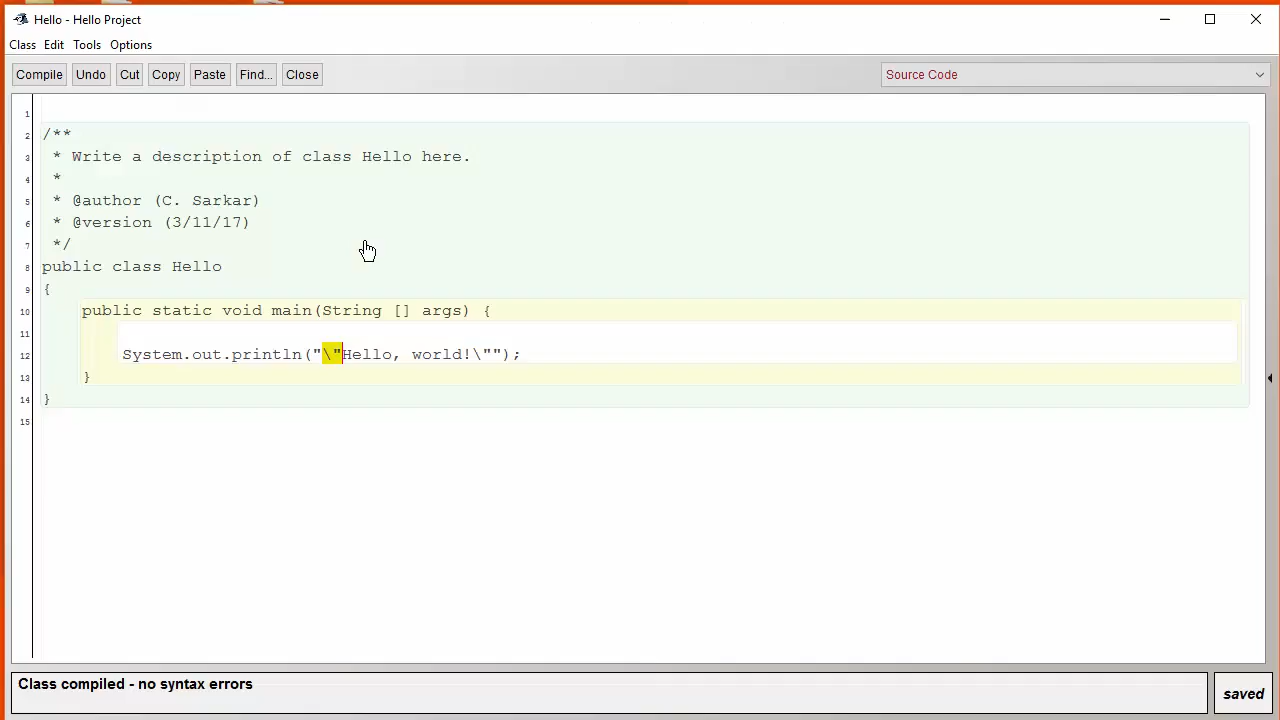 Hello - Hello Project
Class Edit Tools Options
Compile Undo Cut Copy Paste Find... Close Source Code
1
2 /**
3 * Write a description of class Hello here.
4 *
5 * @author (C. Sarkar)
6 * @version (3/11/17)
7 */
8 public class Hello
9 {
10 public static void main(String [] args) {
11
12 System.out.println("\"Hello, world!\"");
13 }
14 }
15
Class compiled - no syntax errors
saved